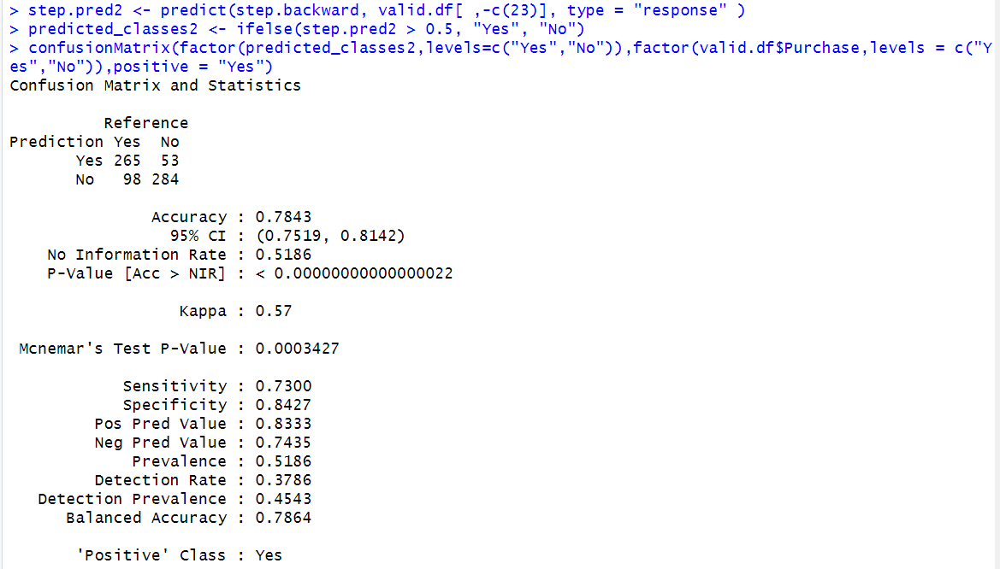 > step.pred2 <- predict(step.backward, valid.df[ ,-c(23)], type = "response" )
> predicted_classes2 <- ifelse(step.pred2 > 0.5, "Yes", "No")
> confusionMatrix(factor(predicted_classes2,levels=c("Yes","No")),factor(valid.df$Purchase,levels = c("Y
es","No")),positive = "Yes")
Confusion Matrix and Statistics

          Reference
Prediction Yes  No
       Yes 265  53
       No   98 284

               Accuracy : 0.7843
                 95% CI : (0.7519, 0.8142)
    No Information Rate : 0.5186
    P-Value [Acc > NIR] : < 0.00000000000000022

                  Kappa : 0.57

 Mcnemar's Test P-Value : 0.0003427

            Sensitivity : 0.7300
            Specificity : 0.8427
         Pos Pred Value : 0.8333
         Neg Pred Value : 0.7435
             Prevalence : 0.5186
         Detection Rate : 0.3786
   Detection Prevalence : 0.4543
      Balanced Accuracy : 0.7864

       'Positive' Class : Yes